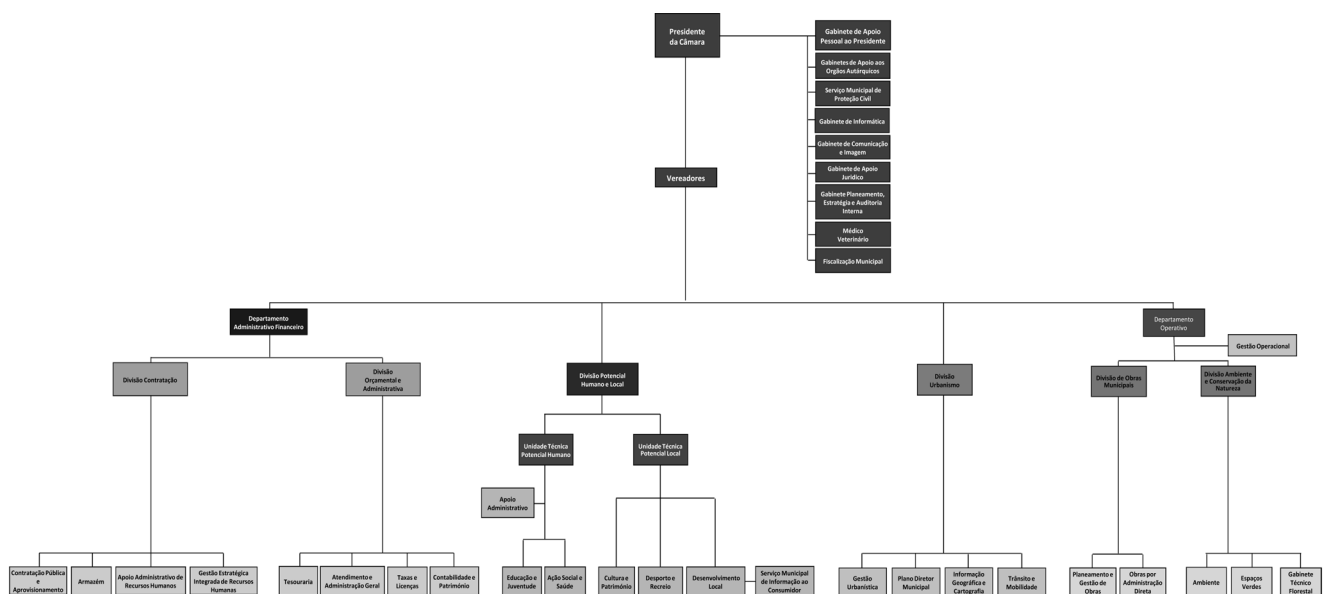 Presidente
da Câmara
Gabinete de Apoio
Pessoal ao Presidente
Gabinetes de Apoio aos
Orgãos Autárquicos
Serviço Municipal de
Proteção Civil
Gabinete de Informática
Gabinete de Comunicação
e Imagem
Gabinete de Apoio
Jurídico
Gabinete Planeamento,
Estratégia e Auditoria
Interna
Médico
Veterinário
Fiscalização Municipal
Vereadores
Departamento
Administrativo Financeiro
Departamento
Operativo
Gestão Operacional
Divisão Contratação
Divisão
Orçamental e
Administrativa
Divisão Potencial
Humano e Local
Divisão
Urbanismo
Divisão de Obras
Municipais
Divisão Ambiente
e Conservação da
Natureza
Unidade Técnica
Potencial Humano
Unidade Técnica
Potencial Local
Apoio
Administrativo
Contratação Pública
e
Aprovisionamento
Armazém
Apoio Administrativo de
Recursos Humanos
Gestão Estratégica
Integrada de Recursos
Humanas
Tesouraria
Atendimento e
Administração Geral
Taxas e
Licenças
Contabilidade e
Património
Educação e
Juventude
Ação Social e
Saúde
Cultura e
Património
Desporto e
Recreio
Desenvolvimento
Local
Serviço Municipal
de Informação ao
Consumidor
Gestão
Urbanística
Plano Diretor
Municipal
Informação
Geográfica e
Cartografia
Trânsito e
Mobilidade
Planeamento e
Gestão de
Obras
Obras por
Administração
Direta
Ambiente
Espaços
Verdes
Gabinete
Técnico
Florestal